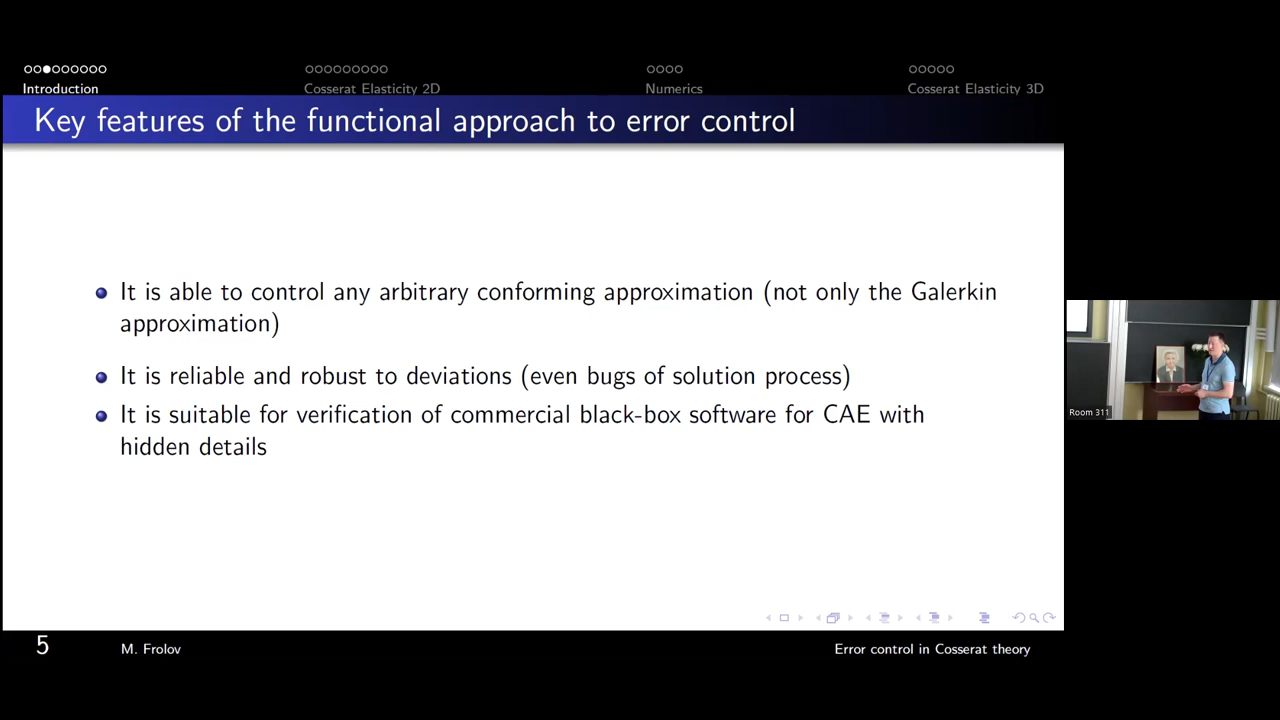 Introduction
Cosserat Elasticity 2D
Numerics
Cosserat Elasticity 3D
Key features of the functional approach to error control
It is able to control any arbitrary conforming approximation (not only the Galerkin
approximation)
It is reliable and robust to deviations (even bugs of solution process)
It is suitable for verification of commercial black-box software for CAE with
hidden details
Room 311
5
M. Frolov
Error control in Cosserat theory